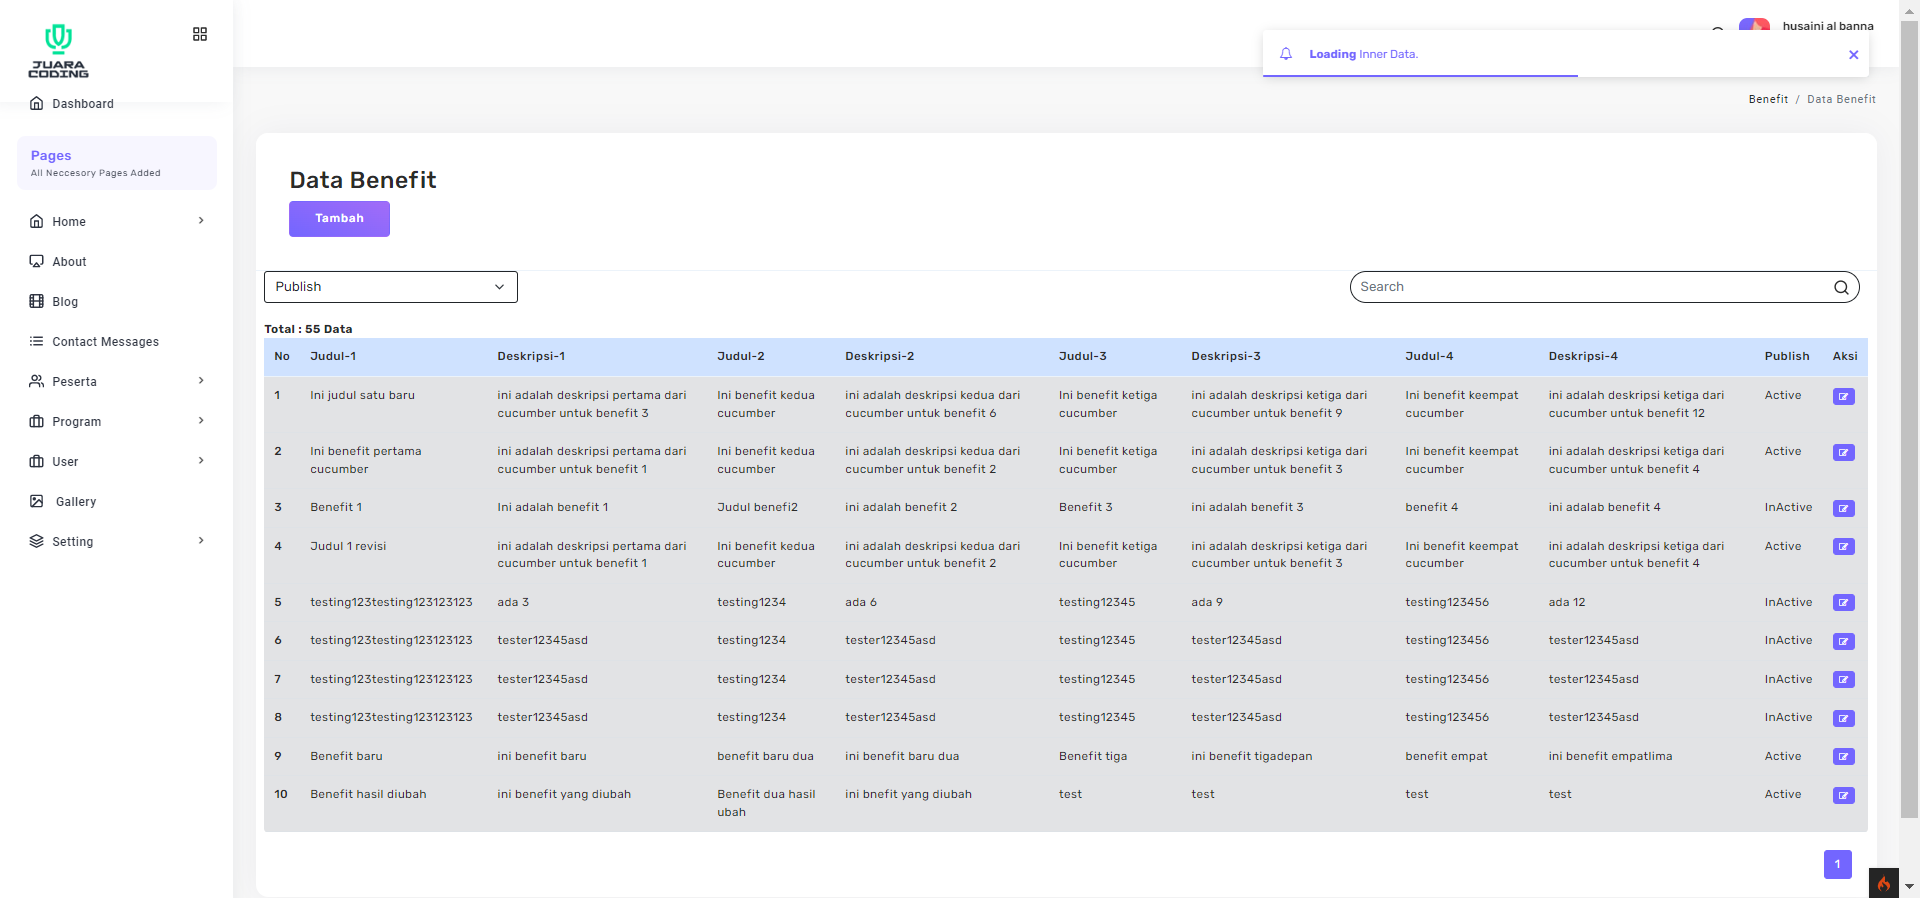 JUARA
CODING
husaini al banna
Loading Inner Data.
Dashboard
Benefit / Data Benefit
Pages
All Neccesory Pages Added
Home
About
Blog
Contact Messages
Peserta
Program
User
Gallery
Setting
Data Benefit
Tambah
Publish
Search
Total : 55 Data
No Judul-1 Deskripsi-1 Judul-2 Deskripsi-2 Judul-3 Deskripsi-3 Judul-4 Deskripsi-4 Publish Aksi
1 Ini judul satu baru ini adalah deskripsi pertama dari Ini benefit kedua ini adalah deskripsi kedua dari Ini benefit ketiga ini adalah deskripsi ketiga dari Ini benefit keempat ini adalah deskripsi ketiga dari Active
cucumber untuk benefit 3 cucumber cucumber untuk benefit 6 cucumber cucumber untuk benefit 9 cucumber cucumber untuk benefit 12
2 Ini benefit pertama ini adalah deskripsi pertama dari Ini benefit kedua ini adalah deskripsi kedua dari Ini benefit ketiga ini adalah deskripsi ketiga dari Ini benefit keempat ini adalah deskripsi ketiga dari Active
cucumber cucumber untuk benefit 1 cucumber cucumber untuk benefit 2 cucumber cucumber untuk benefit 3 cucumber cucumber untuk benefit 4
3 Benefit 1 Ini adalah benefit 1 Judul benefi2 ini adalah benefit 2 Benefit 3 ini adalah benefit 3 benefit 4 ini adalab benefit 4 InActive
4 Judul 1 revisi ini adalah deskripsi pertama dari Ini benefit kedua ini adalah deskripsi kedua dari Ini benefit ketiga ini adalah deskripsi ketiga dari Ini benefit keempat ini adalah deskripsi ketiga dari Active
cucumber untuk benefit 1 cucumber cucumber untuk benefit 2 cucumber cucumber untuk benefit 3 cucumber cucumber untuk benefit 4
5 testing123testing123123123 ada 3 testing1234 ada 6 testing12345 ada 9 testing123456 ada 12 InActive
6 testing123testing123123123 tester12345asd testing1234 tester12345asd testing12345 tester12345asd testing123456 tester12345asd InActive
7 testing123testing123123123 tester12345asd testing1234 tester12345asd testing12345 tester12345asd testing123456 tester12345asd InActive
8 testing123testing123123123 tester12345asd testing1234 tester12345asd testing12345 tester12345asd testing123456 tester12345asd InActive
9 Benefit baru ini benefit baru benefit baru dua ini benefit baru dua Benefit tiga ini benefit tigadepan benefit empat ini benefit empatlima Active
10 Benefit hasil diubah ini benefit yang diubah Benefit dua hasil ini bnefit yang diubah test test test test Active
ubah
1